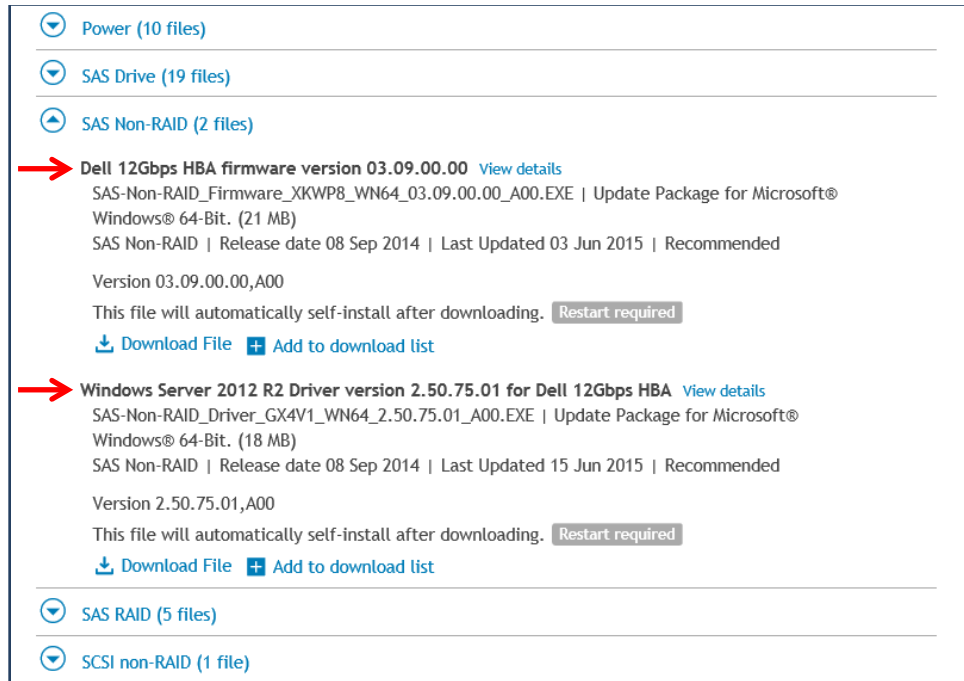 Power (10 files)
SAS Drive (19 files)
SAS Non-RAID (2 files)
Dell 12Gbps HBA firmware version 03.09.00.00 View details
SAS-Non-RAID_Firmware_XKWP8_WN64_03.09.00.00_A00.EXE | Update Package for Microsoft®
Windows® 64-Bit. (21 MB)
SAS Non-RAID | Release date 08 Sep 2014 | Last Updated 03 Jun 2015 | Recommended
Version 03.09.00.00,A00
This file will automatically self-install after downloading. Restart required
Download File Add to download list
Windows Server 2012 R2 Driver version 2.50.75.01 for Dell 12Gbps HBA View details
SAS-Non-RAID_Driver_GX4V1_WN64_2.50.75.01_A00.EXE | Update Package for Microsoft®
Windows® 64-Bit. (18 MB)
SAS Non-RAID | Release date 08 Sep 2014 | Last Updated 15 Jun 2015 | Recommended
Version 2.50.75.01,A00
This file will automatically self-install after downloading. Restart required
Download File Add to download list
SAS RAID (5 files)
SCSI non-RAID (1 file)